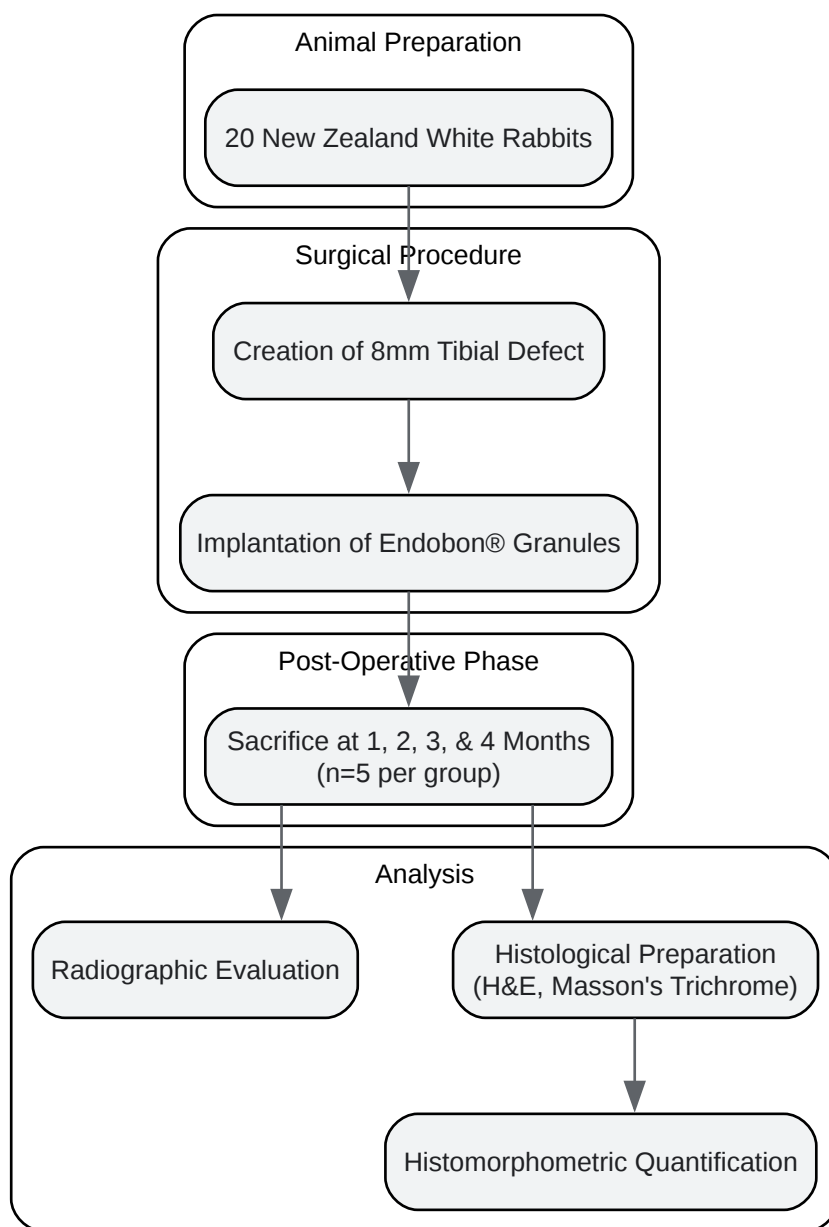 Animal Preparation
20 New Zealand White Rabbits
Surgical Procedure
Creation of 8mm Tibial Defect
Implantation of Endobon® Granules
Post-Operative Phase
Sacrifice at 1, 2, 3, & 4 Months
(n=5 per group)
Analysis
Radiographic Evaluation
Histological Preparation
(H&E, Masson's Trichrome)
Histomorphometric Quantification